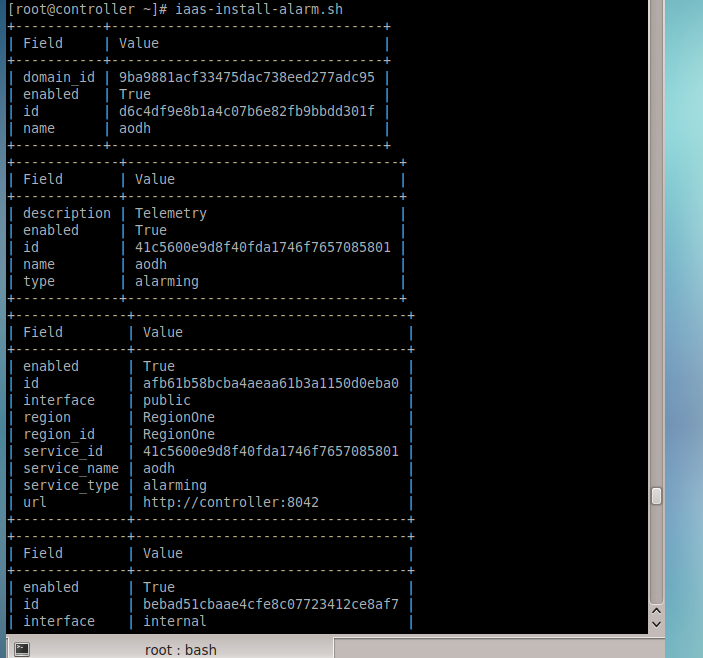 [root@controller ~]# iaas-install-alarm.sh
+-----------+----------------------------------+
| Field     | Value                            |
+-----------+----------------------------------+
| domain_id | 9ba9881acf33475dac738eed277adc95 |
| enabled   | True                             |
| id        | d6c4df9e8b1a4c07b6e82fb9bbdd301f |
| name      | aodh                             |
+-----------+----------------------------------+
+-------------+----------------------------------+
| Field       | Value                            |
+-------------+----------------------------------+
| description | Telemetry                        |
| enabled     | True                             |
| id          | 41c5600e9d8f40fda1746f7657085801 |
| name        | aodh                             |
| type        | alarming                         |
+-------------+----------------------------------+
+--------------+----------------------------------+
| Field        | Value                            |
+--------------+----------------------------------+
| enabled      | True                             |
| id           | afb61b58bcba4aeaa61b3a1150d0eba0 |
| interface    | public                           |
| region       | RegionOne                        |
| region_id    | RegionOne                        |
| service_id   | 41c5600e9d8f40fda1746f7657085801 |
| service_name | aodh                             |
| service_type | alarming                         |
| url          | http://controller:8042           |
+--------------+----------------------------------+
+--------------+----------------------------------+
| Field        | Value                            |
+--------------+----------------------------------+
| enabled      | True                             |
| id           | bebad51cbaae4cfe8c07723412ce8af7 |
| interface    | internal                         |
root : bash